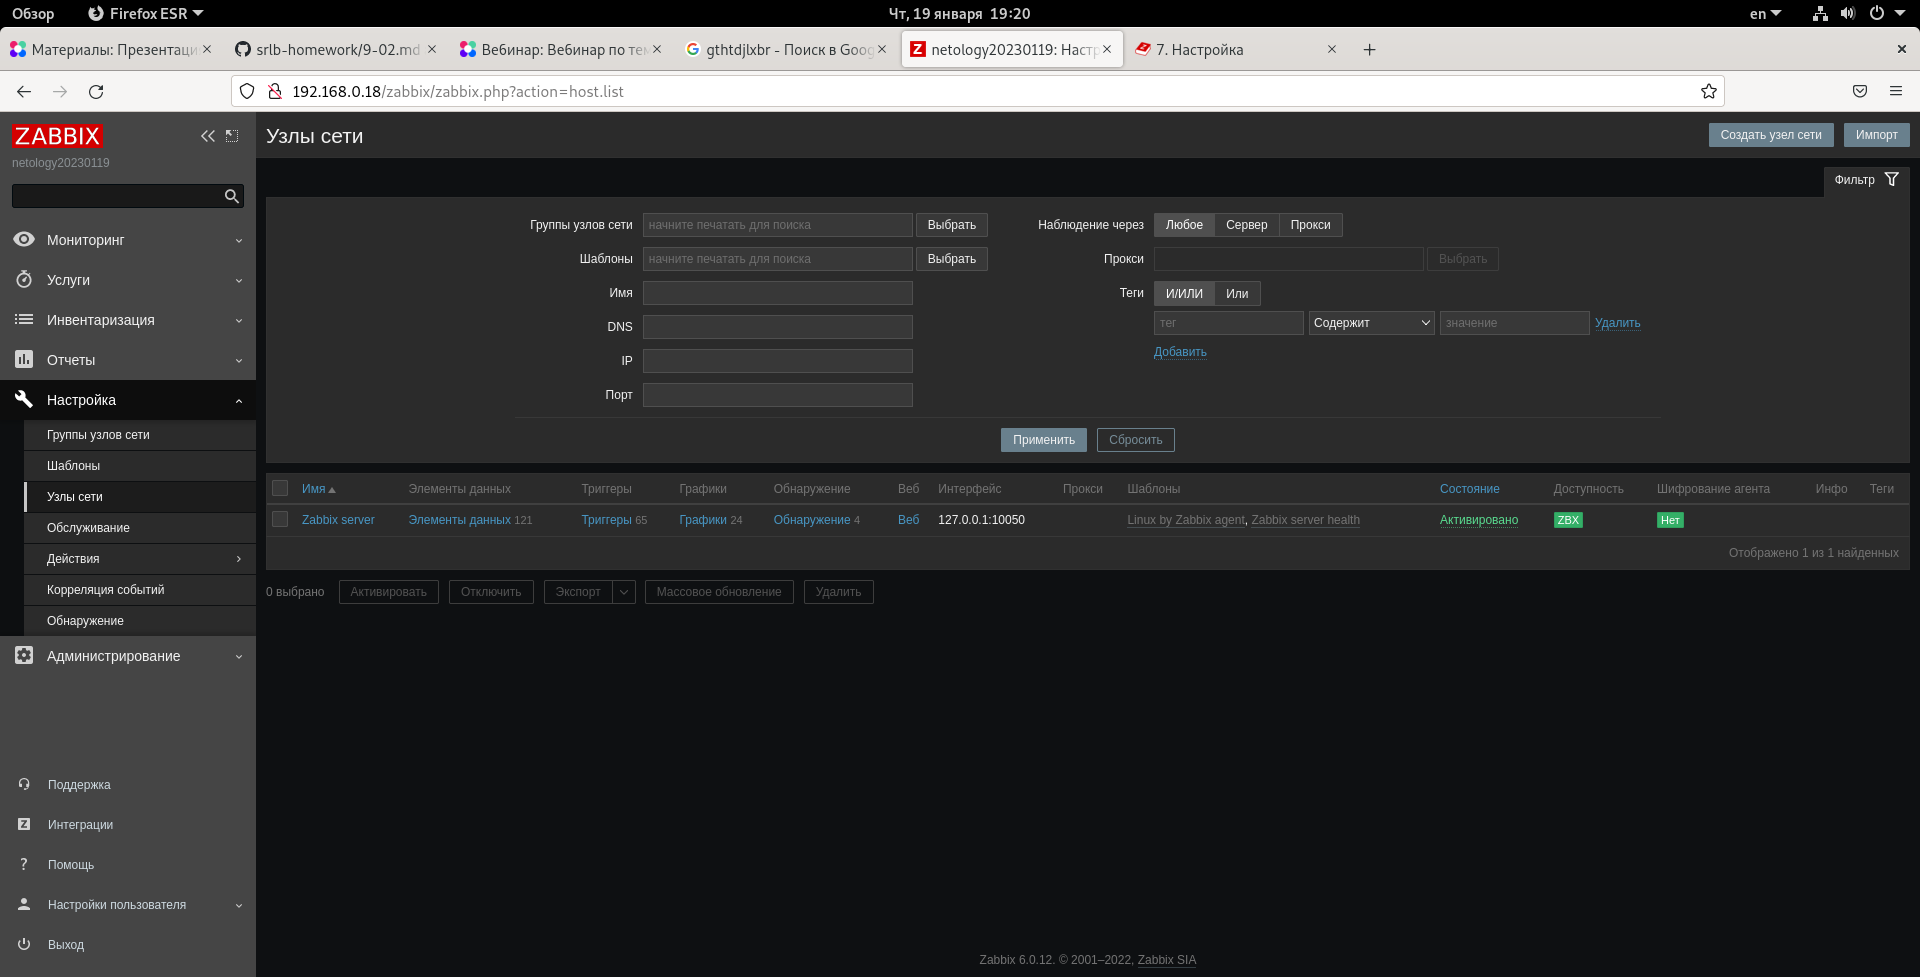 Обзор Firefox ESR Чт, 19 января 19:20 en
Материалы: Презентаци srlb-homework/9-02.md Вебинар: Вебинар по тем gthtdjlxbr - Поиск в Goog netology20230119: Настр 7. Настройка
192.168.0.18/zabbix/zabbix.php?action=host.list
ZABBIX
netology20230119
Мониторинг
Услуги
Инвентаризация
Отчеты
Настройка
Группы узлов сети
Шаблоны
Узлы сети
Обслуживание
Действия
Корреляция событий
Обнаружение
Администрирование
Поддержка
Интеграции
Помощь
Настройки пользователя
Выход
Узлы сети Создать узел сети Импорт
Фильтр
Группы узлов сети начните печатать для поиска Выбрать Наблюдение через Любое Сервер Прокси
Шаблоны начните печатать для поиска Выбрать Прокси Выбрать
Имя Теги И/ИЛИ Или
DNS тег Содержит значение Удалить
IP Добавить
Порт
Применить Сбросить
Имя Элементы данных Триггеры Графики Обнаружение Веб Интерфейс Прокси Шаблоны Состояние Доступность Шифрование агента Инфо Теги
Zabbix server Элементы данных 121 Триггеры 65 Графики 24 Обнаружение 4 Веб 127.0.0.1:10050 Linux by Zabbix agent, Zabbix server health Активировано ZBX Нет
Отображено 1 из 1 найденных
0 выбрано Активировать Отключить Экспорт Массовое обновление Удалить
Zabbix 6.0.12. © 2001–2022, Zabbix SIA